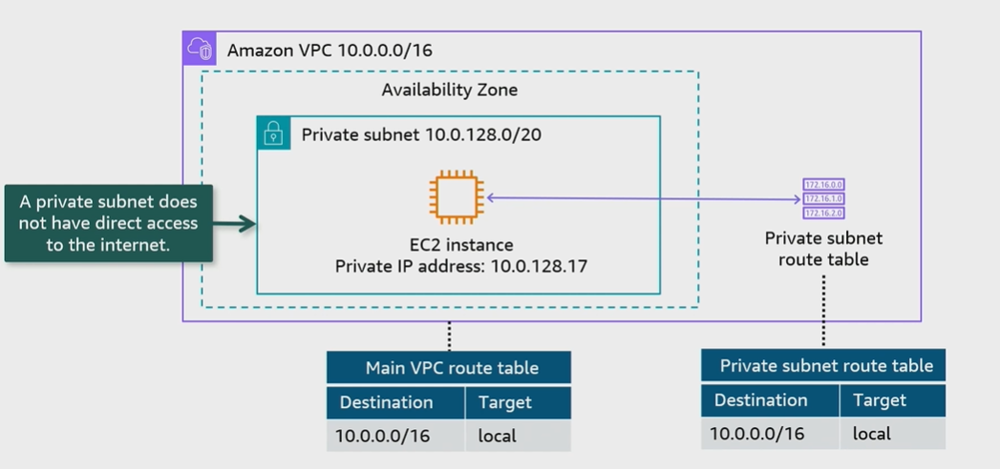 Amazon VPC 10.0.0.0/16
Availability Zone
Private subnet 10.0.128.0/20
A private subnet does
not have direct access
to the internet.
172.16.0.0
172.16.1.0
172.16.2.0
EC2 instance
Private IP address: 10.0.128.17
Private subnet
route table
Main VPC route table
Destination Target
10.0.0.0/16 local
Private subnet route table
Destination Target
10.0.0.0/16 local